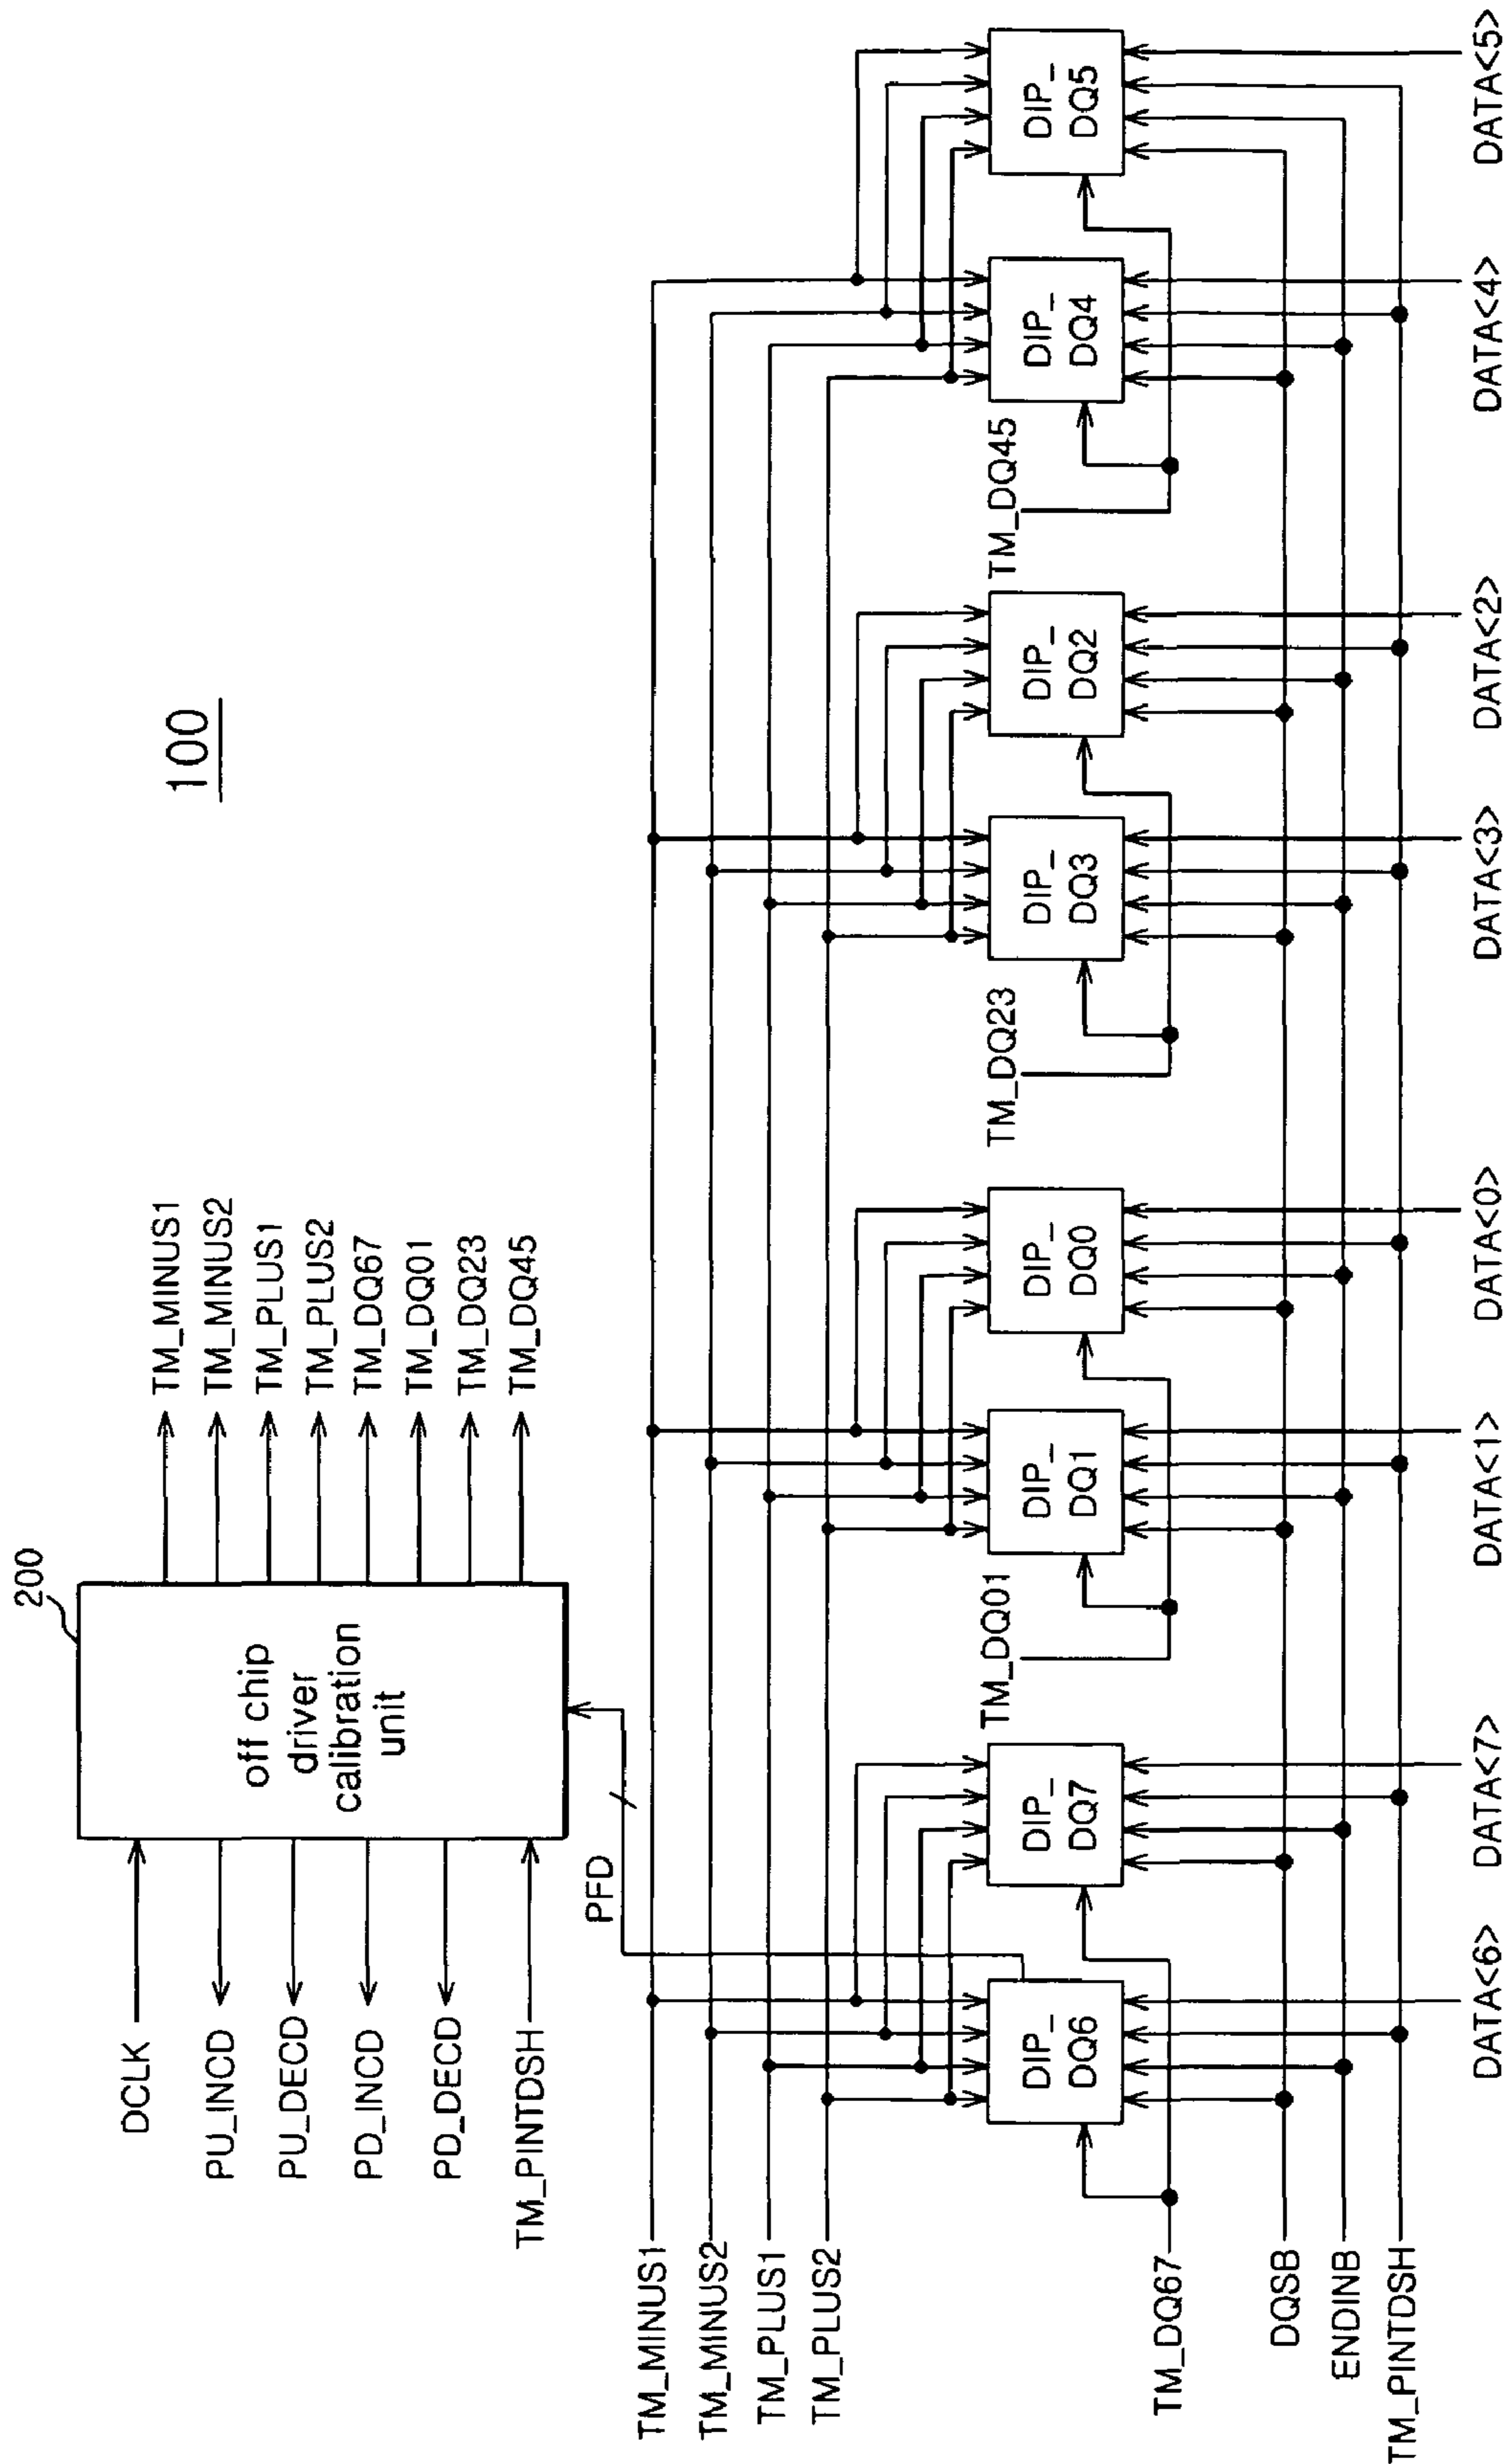 100
200
off chip
driver
calibration
unit
DCLK
PU_INCD
PU_DECD
PD_INCD
PD_DECD
TM_PINTDSH
TM_MINUS1
TM_MINUS2
TM_PLUS1
TM_PLUS2
TM_DQ67
TM_DQ01
TM_DQ23
TM_DQ45
PFD
TM_MINUS1
TM_MINUS2
TM_PLUS1
TM_PLUS2
TM_DQ67
DIP_
DQ6
DIP_
DQ7
TM_DQ01
DIP_
DQ1
DIP_
DQ0
TM_DQ23
DIP_
DQ3
DIP_
DQ2
TM_DQ45
DIP_
DQ4
DIP_
DQ5
DQSB
ENDINB
TM_PINTDSH
DATA<6>
DATA<7>
DATA<1>
DATA<0>
DATA<3>
DATA<2>
DATA<4>
DATA<5>